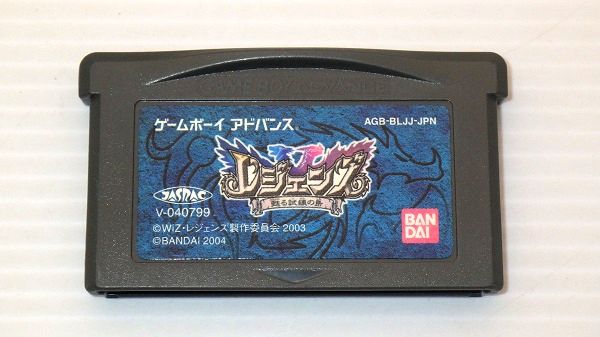 GAME BOY ADVANCE
ゲームボーイ アドバンス
AGB-BLJJ-JPN
レジェンズ
甦る試練の島
JASRAC
V-040799
©WiZ・レジェンズ製作委員会 2003
©BANDAI 2004
BAN
DAI